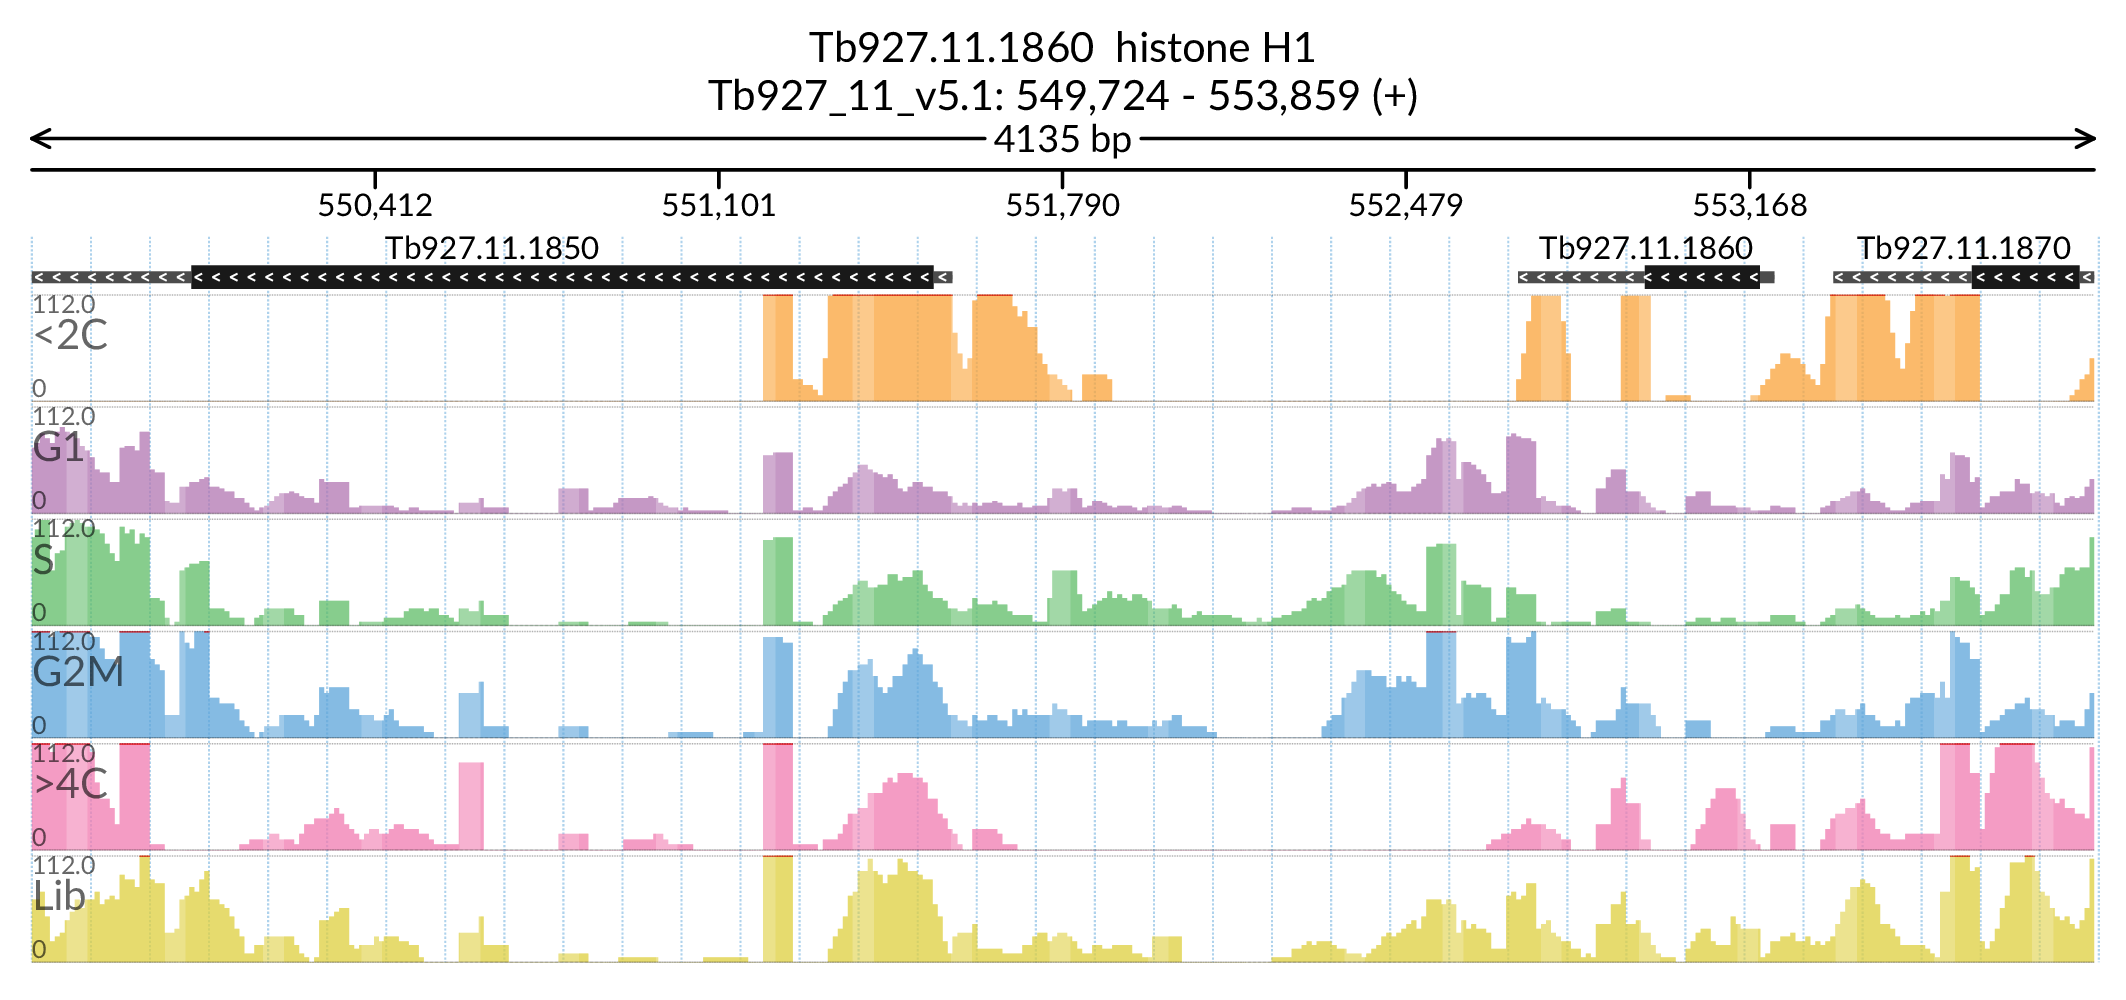 Tb927.11.1860 histone H1
Tb927_11_v5.1: 549,724 - 553,859 (+)
4135 bp
550,412 551,101 551,790 552,479 553,168
Tb927.11.1850 Tb927.11.1860 Tb927.11.1870
112.0
<2C
0
112.0
G1
0
112.0
S
0
112.0
G2M
0
112.0
>4C
0
112.0
Lib
0